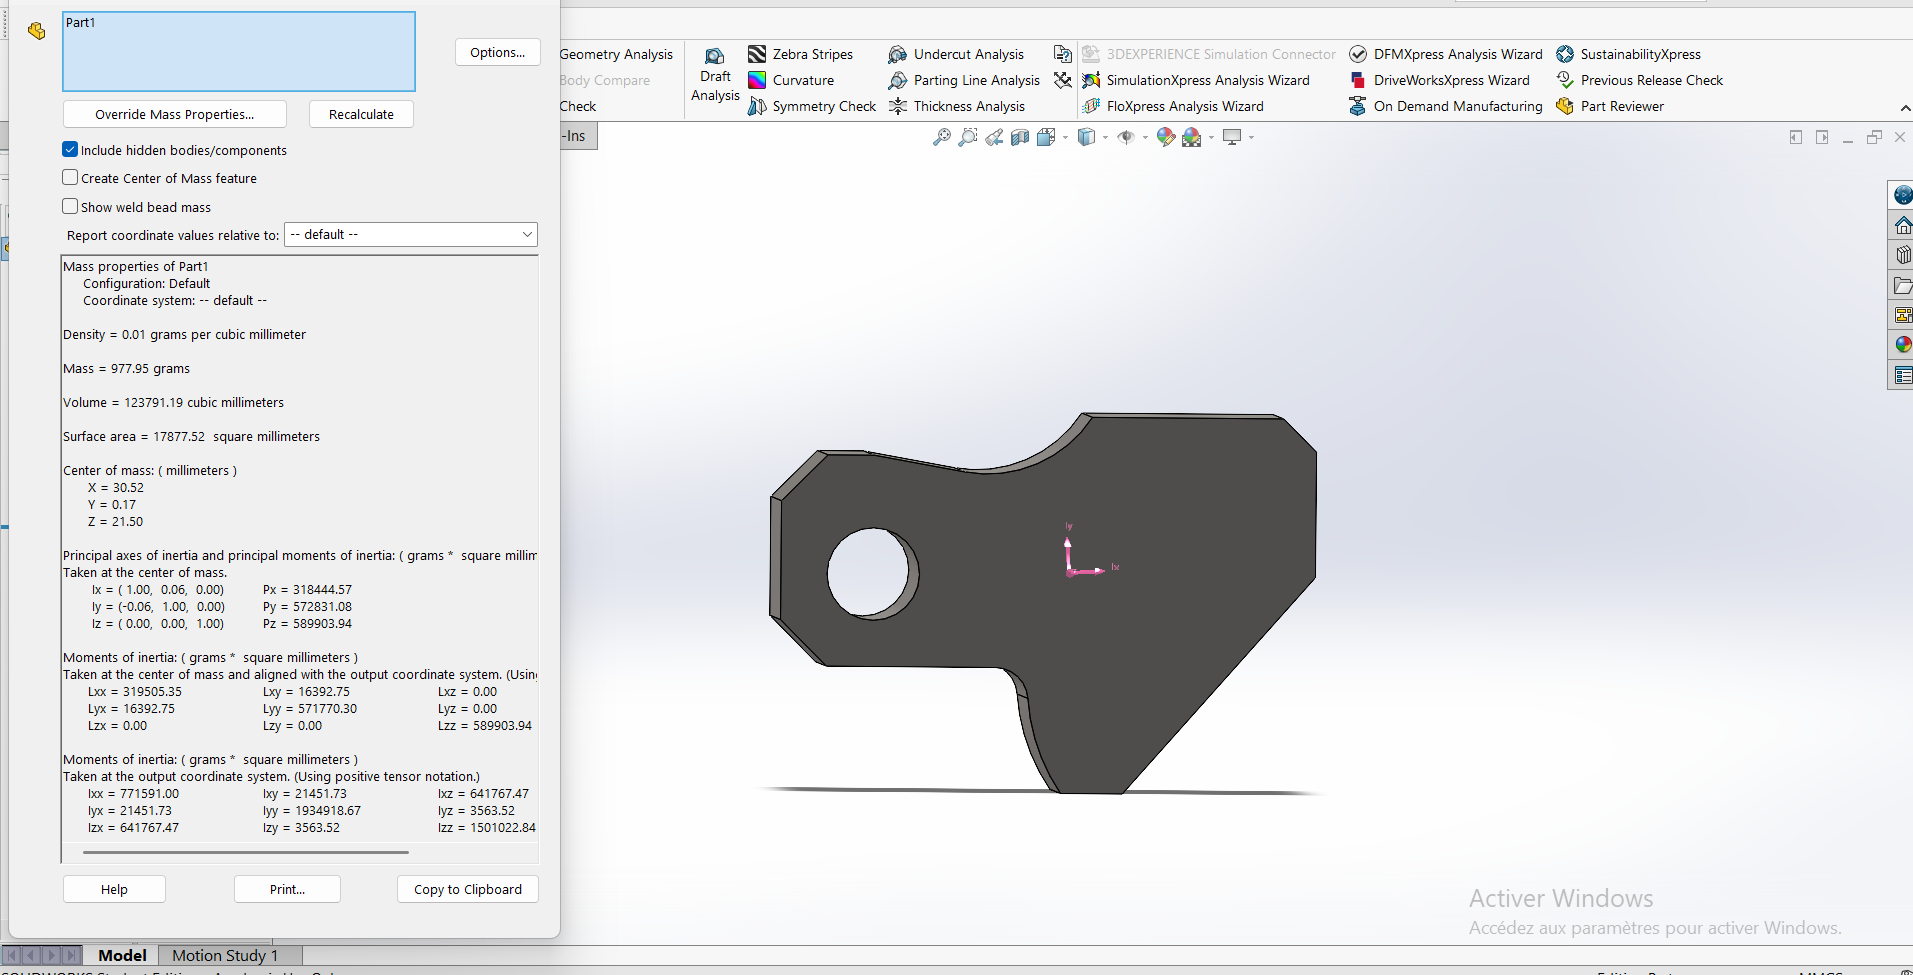 Part1
Options...
Override Mass Properties...
Recalculate
Include hidden bodies/components
Create Center of Mass feature
Show weld bead mass
Report coordinate values relative to:
-- default --
Mass properties of Part1
Configuration: Default
Coordinate system: -- default --
Density = 0.01 grams per cubic millimeter
Mass = 977.95 grams
Volume = 123791.19 cubic millimeters
Surface area = 17877.52 square millimeters
Center of mass: ( millimeters )
X = 30.52
Y = 0.17
Z = 21.50
Principal axes of inertia and principal moments of inertia: ( grams * square millim
Taken at the center of mass.
Ix = ( 1.00, 0.06, 0.00) Px = 318444.57
Iy = (-0.06, 1.00, 0.00) Py = 572831.08
Iz = ( 0.00, 0.00, 1.00) Pz = 589903.94
Moments of inertia: ( grams * square millimeters )
Taken at the center of mass and aligned with the output coordinate system. (Using
Lxx = 319505.35 Lxy = 16392.75 Lxz = 0.00
Lyx = 16392.75 Lyy = 571770.30 Lyz = 0.00
Lzx = 0.00 Lzy = 0.00 Lzz = 589903.94
Moments of inertia: ( grams * square millimeters )
Taken at the output coordinate system. (Using positive tensor notation.)
Ixx = 771591.00 Ixy = 21451.73 Ixz = 641767.47
Iyx = 21451.73 Iyy = 1934918.67 Iyz = 3563.52
Izx = 641767.47 Izy = 3563.52 Izz = 1501022.84
Help
Print...
Copy to Clipboard
Geometry Analysis
Body Compare
Check
Draft
Analysis
Zebra Stripes
Curvature
Symmetry Check
Undercut Analysis
Parting Line Analysis
Thickness Analysis
3DEXPERIENCE Simulation Connector
SimulationXpress Analysis Wizard
FloXpress Analysis Wizard
DFMXpress Analysis Wizard
DriveWorksXpress Wizard
On Demand Manufacturing
SustainabilityXpress
Previous Release Check
Part Reviewer
-Ins
Iy
Ix
Activer Windows
Accédez aux paramètres pour activer Windows.
Model
Motion Study 1